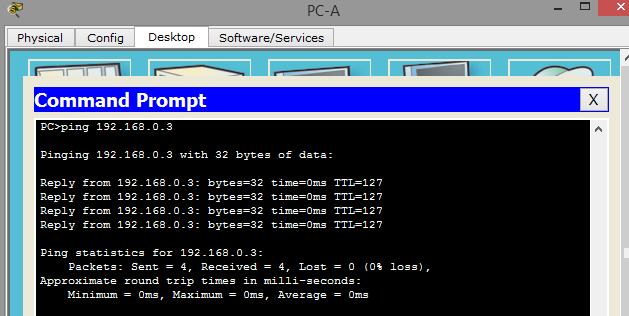 PC-A
Physical Config Desktop Software/Services
Command Prompt X
PC>ping 192.168.0.3
Pinging 192.168.0.3 with 32 bytes of data:
Reply from 192.168.0.3: bytes=32 time=0ms TTL=127
Reply from 192.168.0.3: bytes=32 time=0ms TTL=127
Reply from 192.168.0.3: bytes=32 time=0ms TTL=127
Reply from 192.168.0.3: bytes=32 time=0ms TTL=127
Ping statistics for 192.168.0.3:
Packets: Sent = 4, Received = 4, Lost = 0 (0% loss),
Approximate round trip times in milli-seconds:
Minimum = 0ms, Maximum = 0ms, Average = 0ms